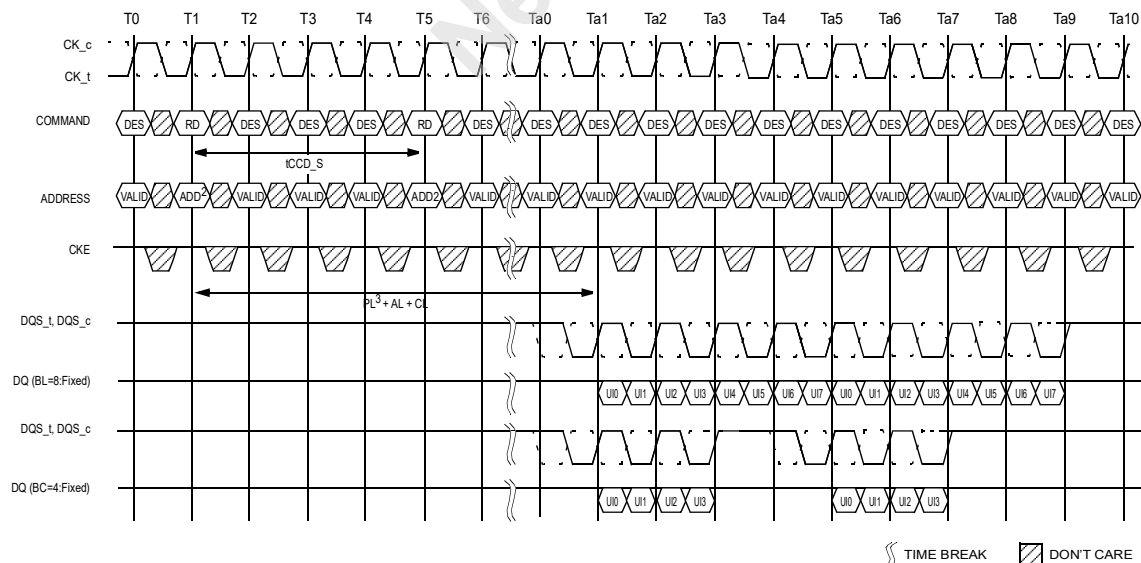 T0 T1 T2 T3 T4 T5 T6 Ta0 Ta1 Ta2 Ta3 Ta4 Ta5 Ta6 Ta7 Ta8 Ta9 Ta10
CK_c
CK_t
COMMAND DES RD DES DES DES RD DES DES DES DES DES DES DES DES DES DES DES DES
tCCD_S
ADDRESS VALID ADD² VALID VALID VALID ADD2 VALID VALID VALID VALID VALID VALID VALID VALID VALID VALID VALID VALID
CKE
PL³ + AL + CL
DQS_t, DQS_c
DQ (BL=8:Fixed) UI0 UI1 UI2 UI3 UI4 UI5 UI6 UI7 UI0 UI1 UI2 UI3 UI4 UI5 UI6 UI7
DQS_t, DQS_c
DQ (BC=4:Fixed) UI0 UI1 UI2 UI3 UI0 UI1 UI2 UI3
TIME BREAK DON'T CARE